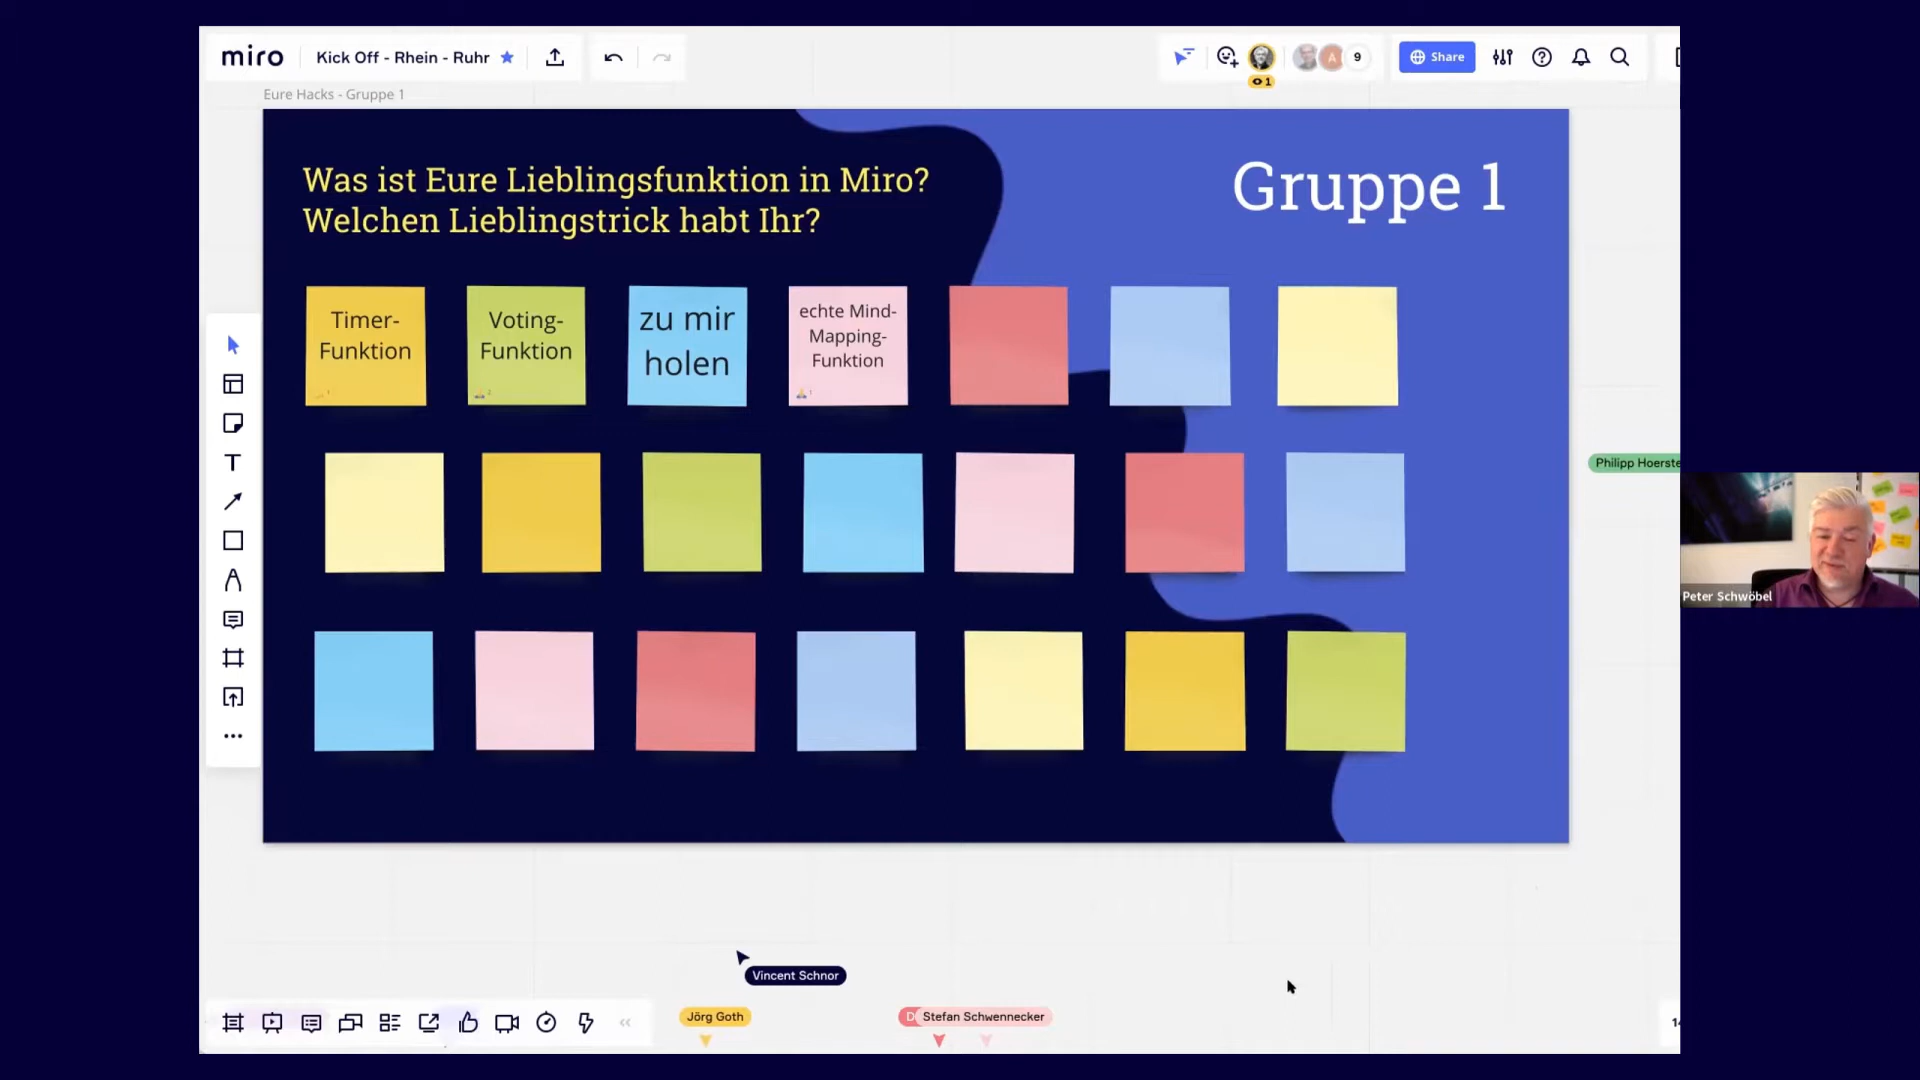 miro
Kick Off - Rhein - Ruhr
A
9
Share
1
Eure Hacks - Gruppe 1
Was ist Eure Lieblingsfunktion in Miro?
Welchen Lieblingstrick habt Ihr?
Gruppe 1
Timer-
Funktion
Voting-
Funktion
zu mir
holen
echte Mind-
Mapping-
Funktion
Philipp Hoerste
Peter Schwöbel
Vincent Schnor
Jörg Goth
D
Stefan Schwennecker